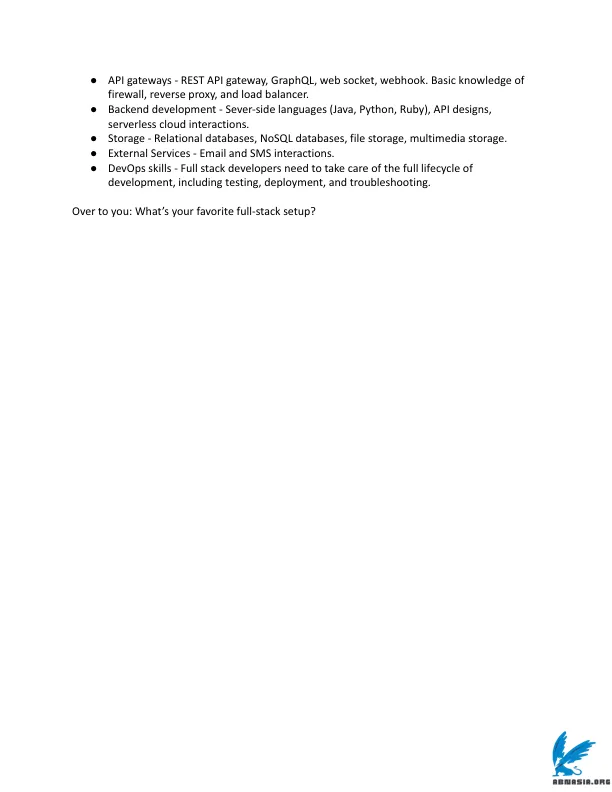 ● API gateways - REST API gateway, GraphQL, web socket, webhook. Basic knowledge of
firewall, reverse proxy, and load balancer.
● Backend development - Sever-side languages (Java, Python, Ruby), API designs,
serverless cloud interactions.
● Storage - Relational databases, NoSQL databases, file storage, multimedia storage.
● External Services - Email and SMS interactions.
● DevOps skills - Full stack developers need to take care of the full lifecycle of
development, including testing, deployment, and troubleshooting.
Over to you: What’s your favorite full-stack setup?
ABNASIA.ORG